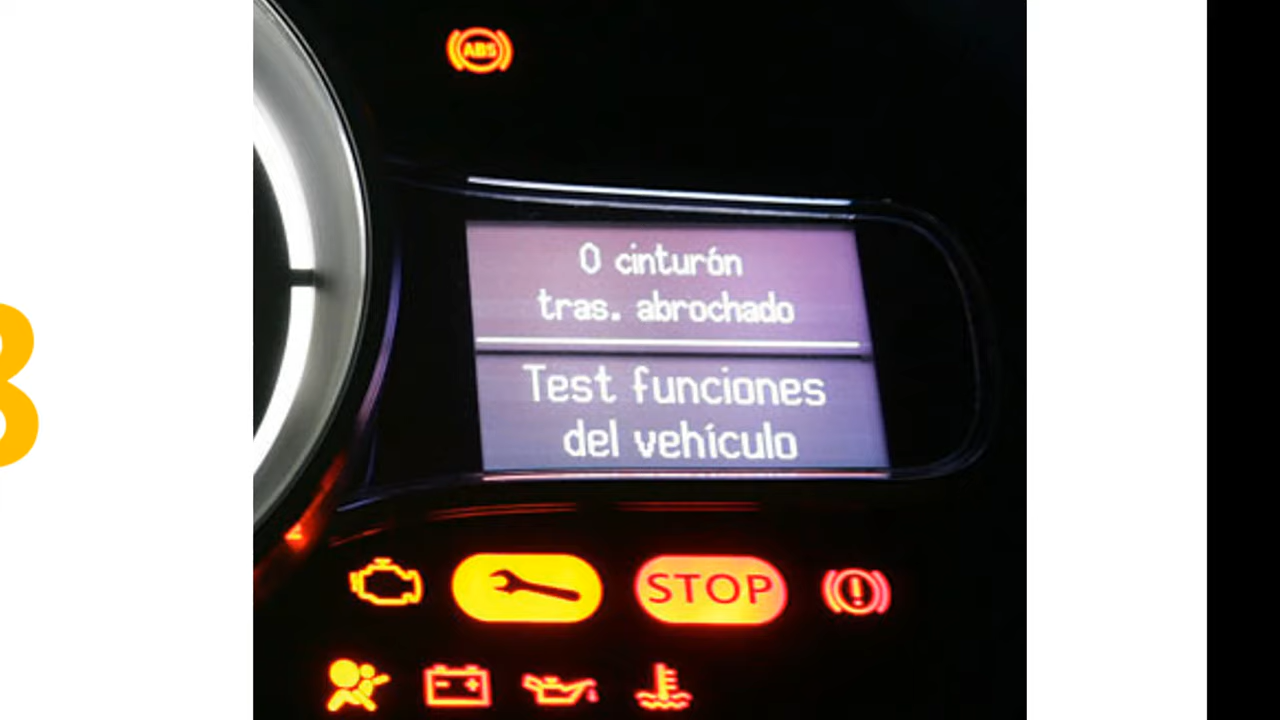 ABS
0 cinturón
tras. abrochado
Test funciones
del vehículo
STOP